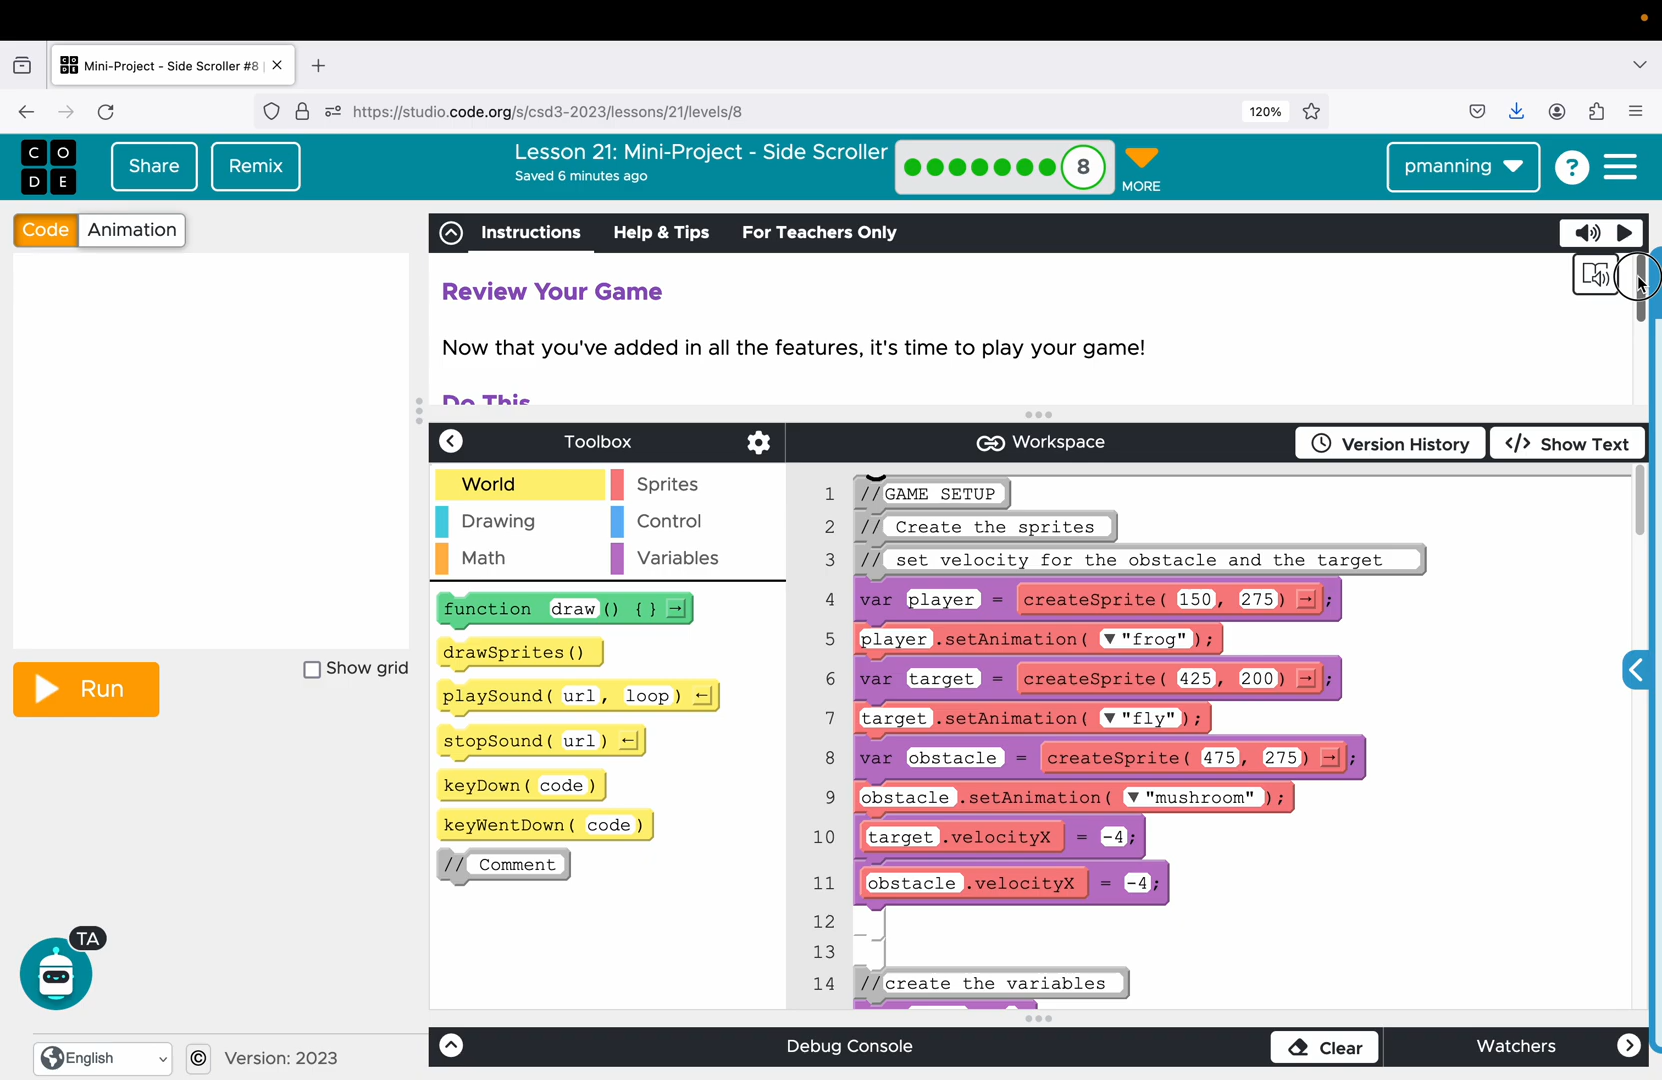 Mini-Project - Side Scroller #8
https://studio.code.org/s/csd3-2023/lessons/21/levels/8
120%
C O
D E
Share
Remix
Lesson 21: Mini-Project - Side Scroller
Saved 6 minutes ago
8
MORE
pmanning
?
Code
Animation
Instructions
Help & Tips
For Teachers Only
Review Your Game
Now that you've added in all the features, it's time to play your game!
Do This
Toolbox
Workspace
Version History
</> Show Text
World
Sprites
Drawing
Control
Math
Variables
function draw () { }
drawSprites()
playSound( url, loop )
stopSound( url )
keyDown( code )
keyWentDown( code )
// Comment
1 //GAME SETUP
2 // Create the sprites
3 // set velocity for the obstacle and the target
4 var player = createSprite( 150, 275) ;
5 player.setAnimation( ▼"frog");
6 var target = createSprite( 425, 200) ;
7 target.setAnimation( ▼"fly");
8 var obstacle = createSprite( 475, 275) ;
9 obstacle.setAnimation( ▼"mushroom" );
10 target.velocityX = -4;
11 obstacle.velocityX = -4;
12
13
14 //create the variables
Run
Show grid
TA
English
© Version: 2023
Debug Console
Clear
Watchers